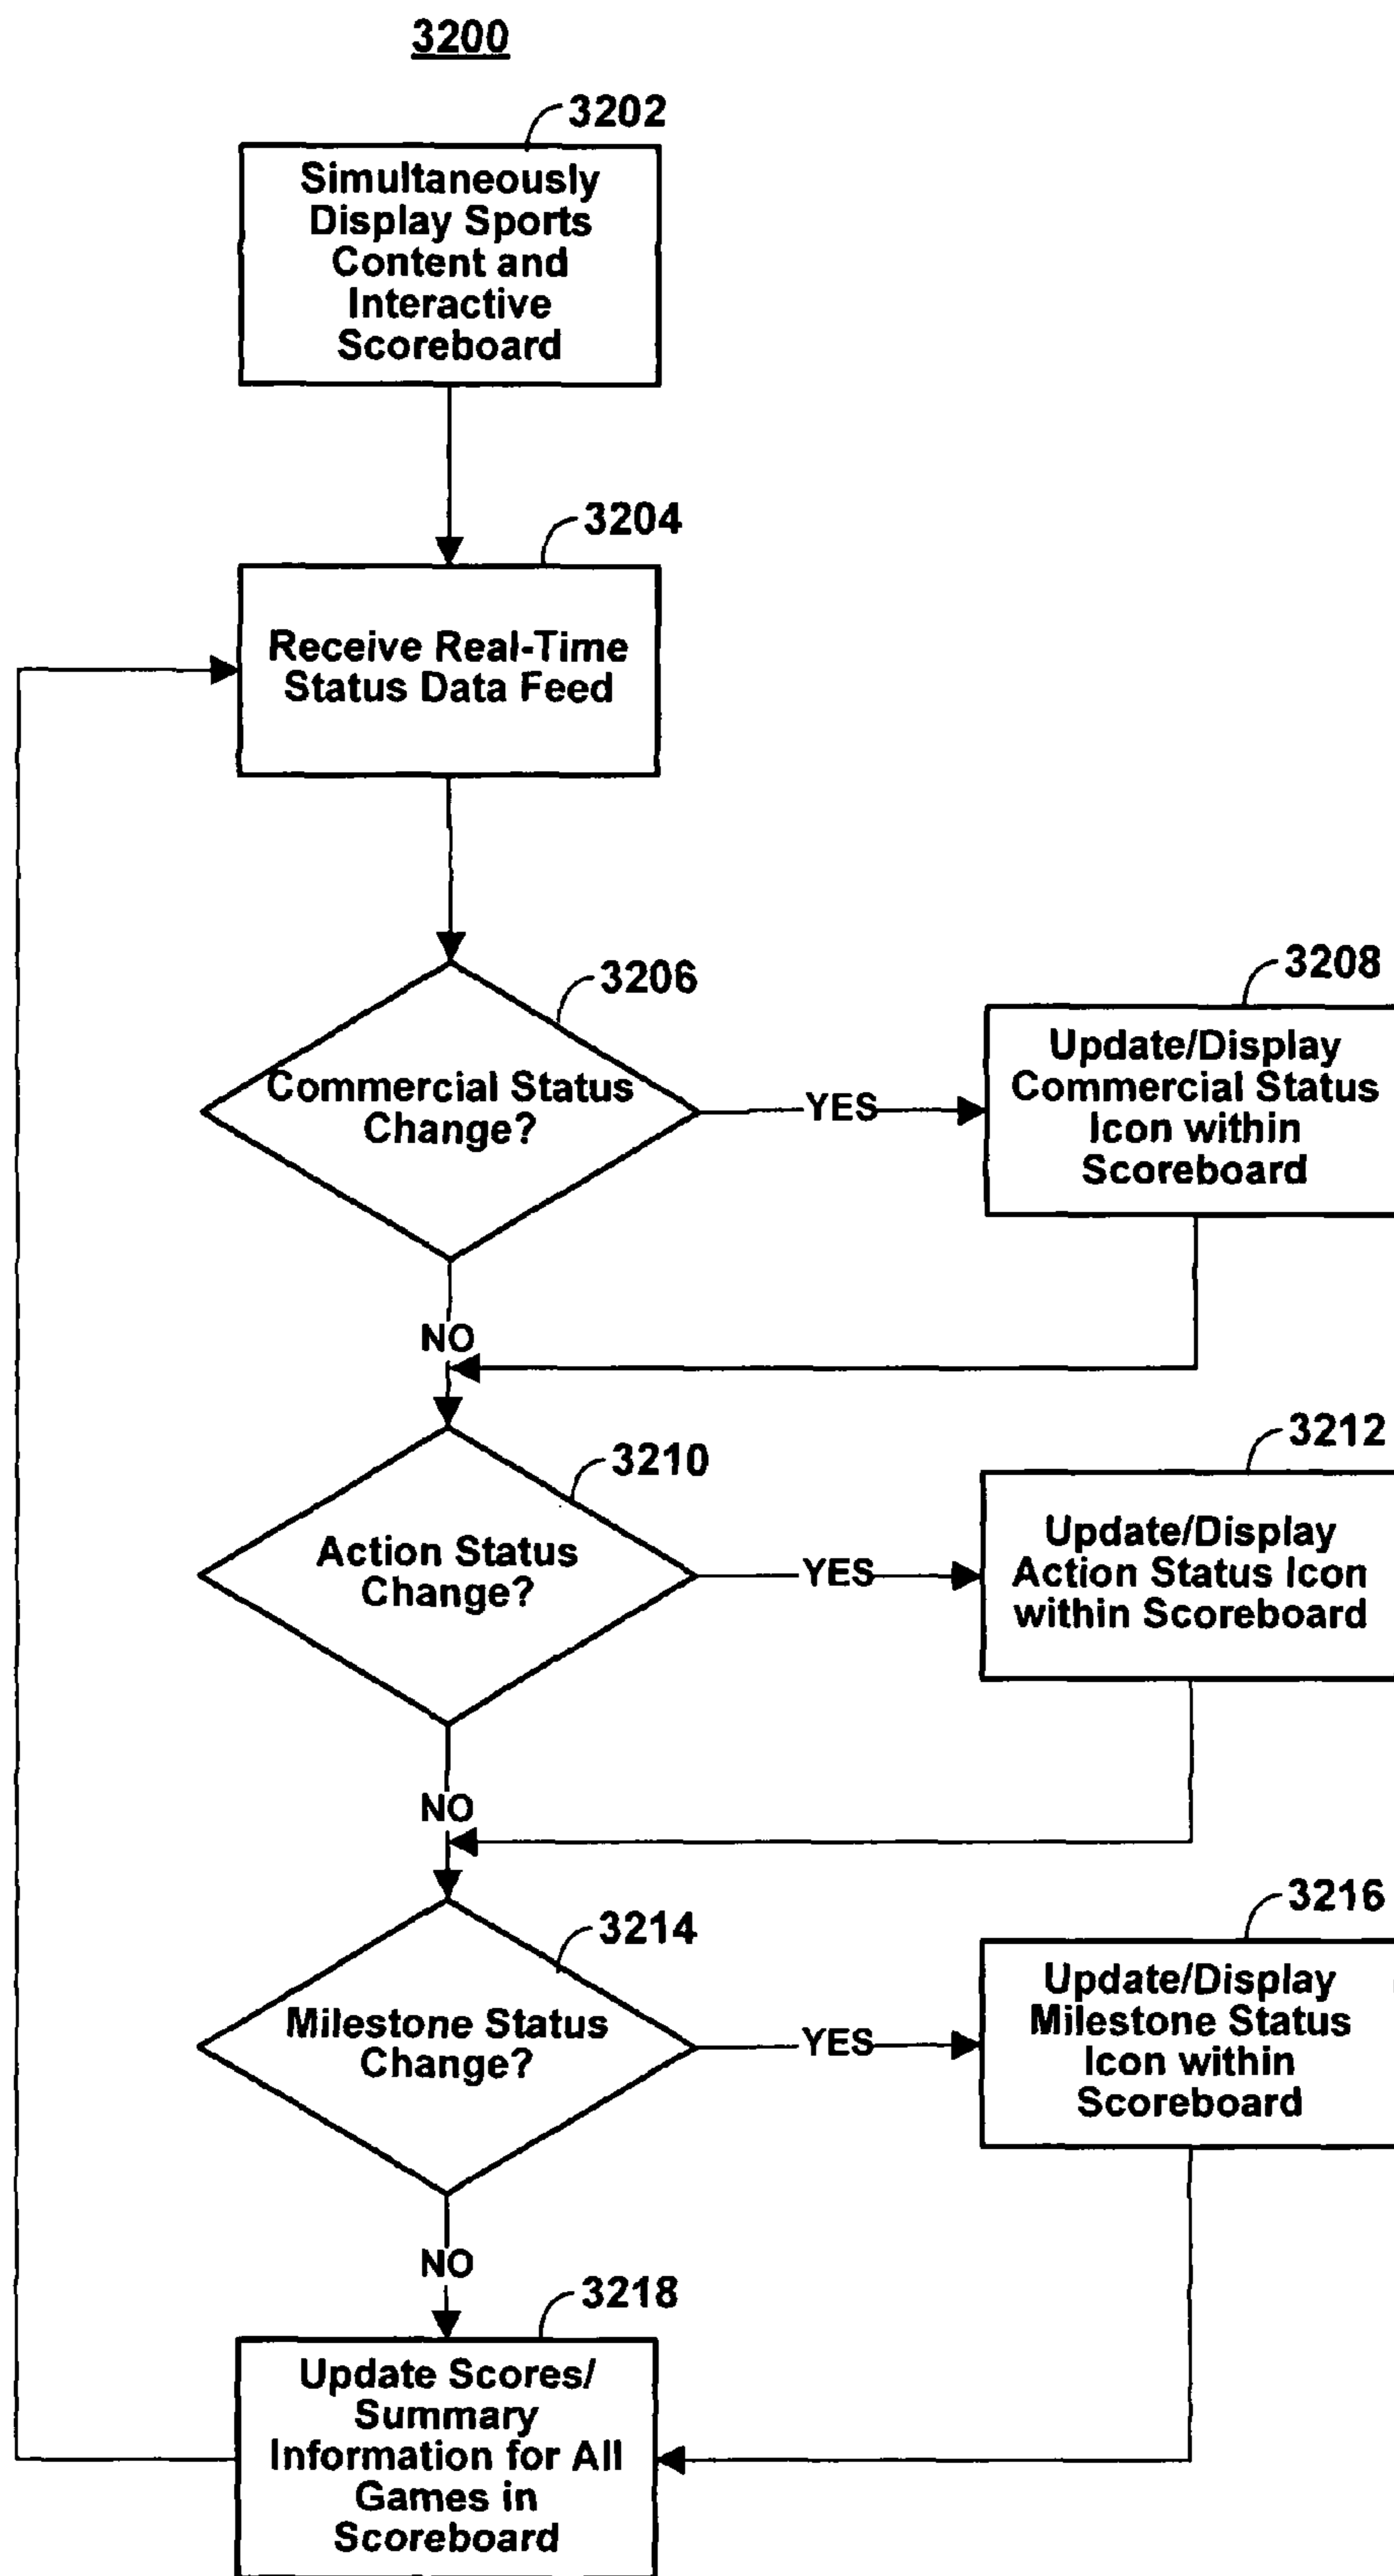 3200
3202
Simultaneously
Display Sports
Content and
Interactive
Scoreboard
3204
Receive Real-Time
Status Data Feed
3206
Commercial Status
Change?
YES
3208
Update/Display
Commercial Status
Icon within
Scoreboard
NO
3210
Action Status
Change?
YES
3212
Update/Display
Action Status Icon
within Scoreboard
NO
3214
Milestone Status
Change?
YES
3216
Update/Display
Milestone Status
Icon within
Scoreboard
NO
3218
Update Scores/
Summary
Information for All
Games in
Scoreboard